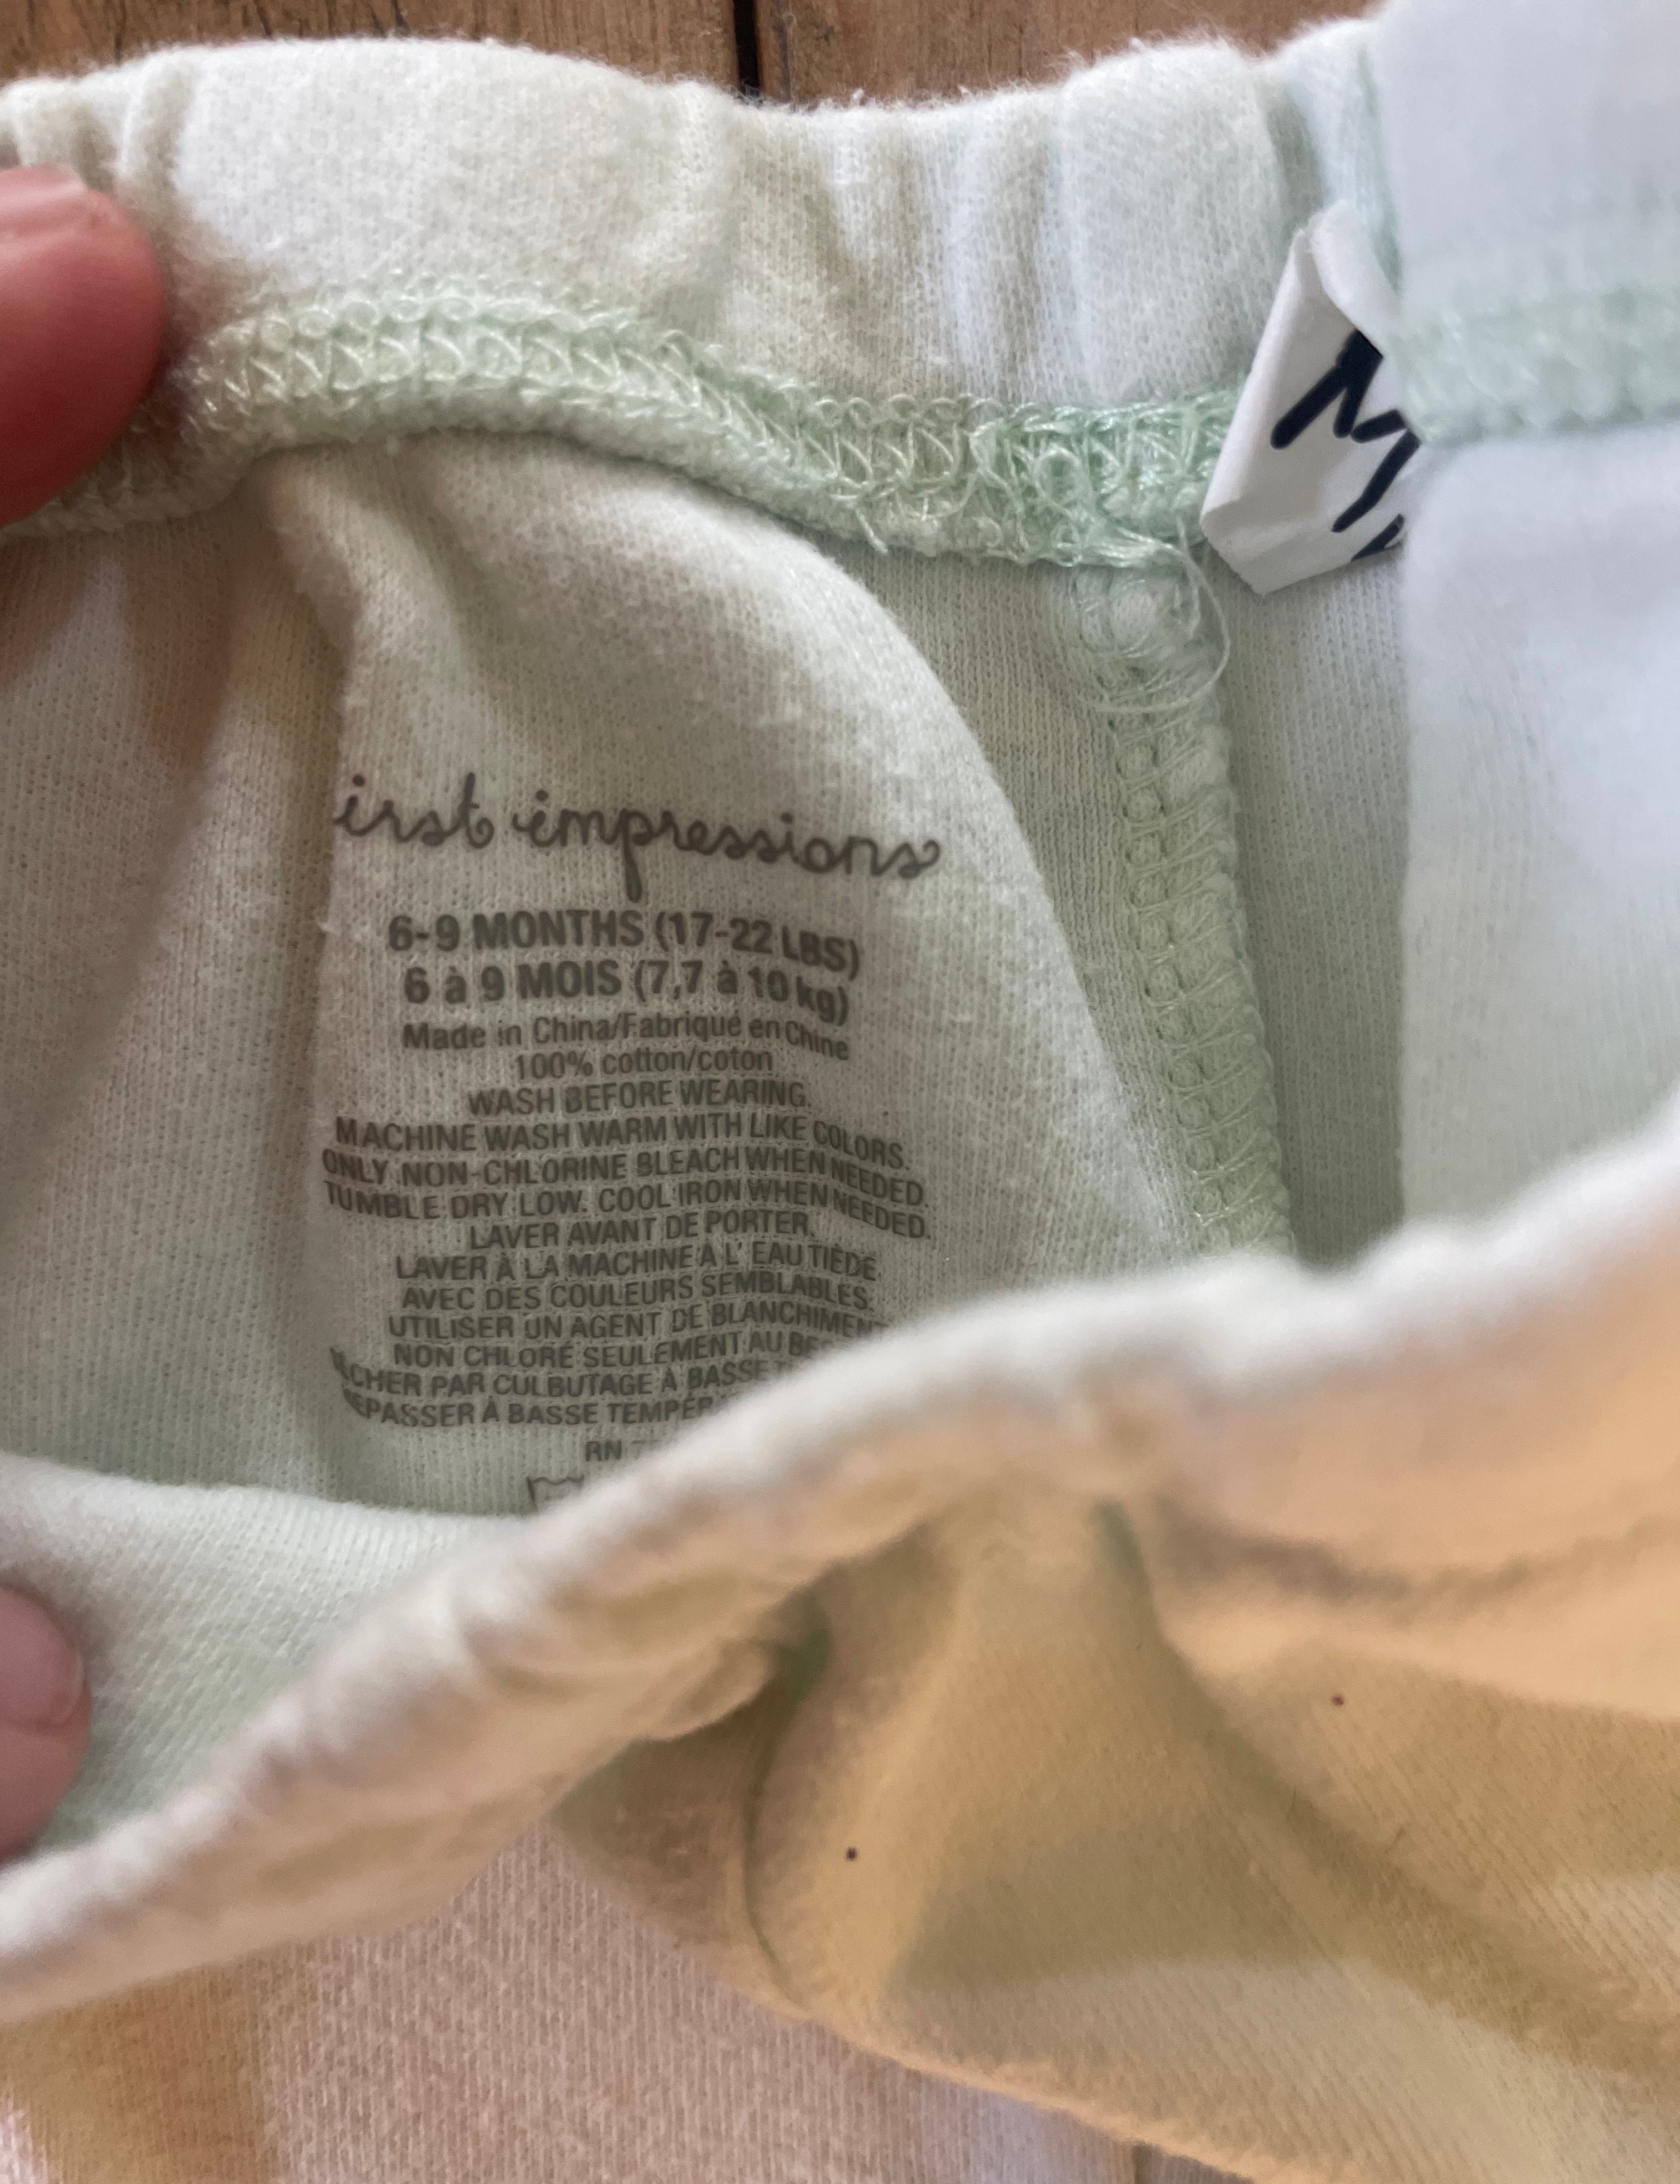 irst impressions
6-9 MONTHS (17-22 LBS)
6 à 9 MOIS (7,7 à 10 kg)
Made in China/Fabriqué en Chine
100% cotton/coton
WASH BEFORE WEARING.
MACHINE WASH WARM WITH LIKE COLORS.
ONLY NON-CHLORINE BLEACH WHEN NEEDED.
TUMBLE DRY LOW. COOL IRON WHEN NEEDED.
LAVER AVANT DE PORTER.
LAVER À LA MACHINE À L' EAU TIÈDE
AVEC DES COULEURS SEMBLABLES.
UTILISER UN AGENT DE BLANCHIMEN
NON CHLORÉ SEULEMENT AU BE
CHER PAR CULBUTAGE À BASSE
EPASSER À BASSE TEMPÉR
RN